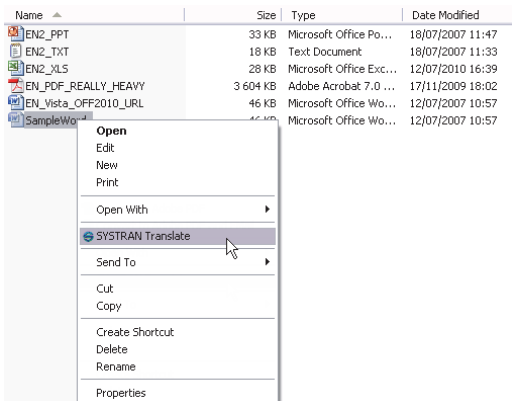 Name Size Type Date Modified
EN2_PPT 33 KB Microsoft Office Po... 18/07/2007 11:47
EN2_TXT 18 KB Text Document 18/07/2007 11:33
EN2_XLS 28 KB Microsoft Office Exc... 12/07/2010 16:39
EN_PDF_REALLY_HEAVY 3 604 KB Adobe Acrobat 7.0 ... 17/11/2009 18:02
EN_Vista_OFF2010_URL 46 KB Microsoft Office Wo... 12/07/2007 10:57
SampleWord 46 KB Microsoft Office Wo... 12/07/2007 10:57
Open
Edit
New
Print
Open With
SYSTRAN Translate
Send To
Cut
Copy
Create Shortcut
Delete
Rename
Properties